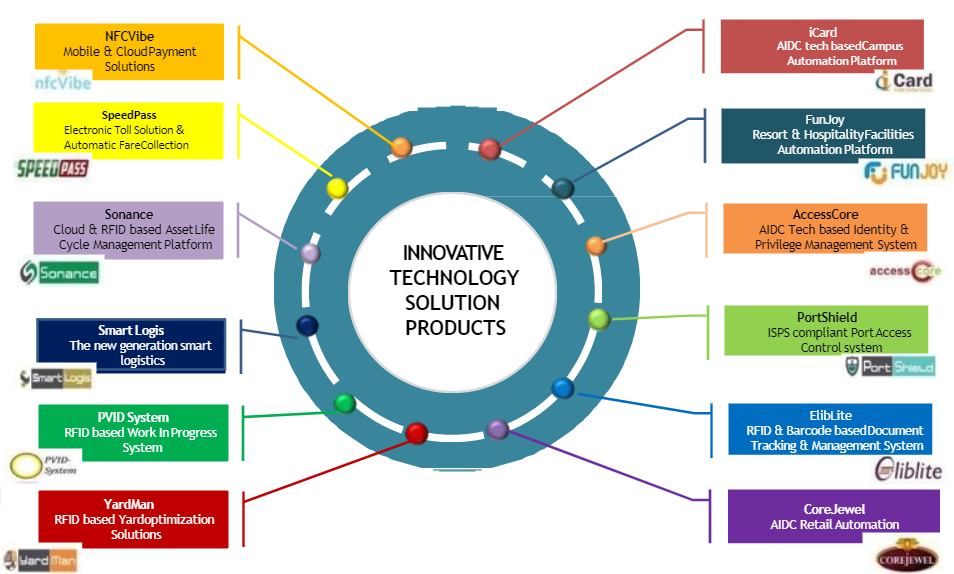 NFCVibe
Mobile & CloudPayment
Solutions
nfcVibe
SpeedPass
Electronic Toll Solution &
Automatic FareCollection
SPEEDPASS
Sonance
Cloud & RFID based Asset Life
Cycle Management Platform
Sonance
Smart Logis
The new generation smart
logistics
SmartLogis
PVID System
RFID based Work In Progress
System
PVID-
System
YardMan
RFID based Yardoptimization
Solutions
YardMan
INNOVATIVE
TECHNOLOGY
SOLUTION
PRODUCTS
iCard
AIDC tech basedCampus
Automation Platform
iCard
FunJoy
Resort & HospitalityFacilities
Automation Platform
FUNJOY
AccessCore
AIDC Tech based Identity &
Privilege Management System
accesscore
PortShield
ISPS compliant Port Access
Control system
PortShield
ElibLite
RFID & Barcode basedDocument
Tracking & Management System
eliblite
CoreJewel
AIDC Retail Automation
COREJEWEL